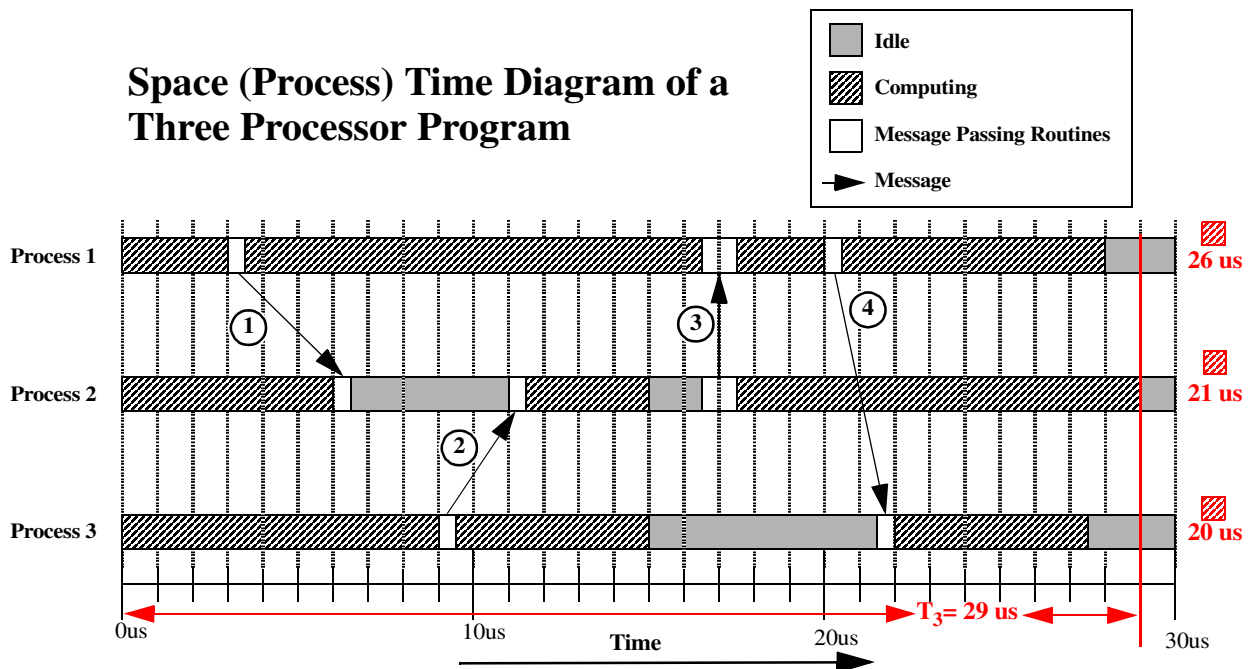 Idle
Computing
Message Passing Routines
Message
Space (Process) Time Diagram of a
Three Processor Program
Process 1
26 us
1
3
4
Process 2
21 us
2
Process 3
20 us
T3= 29 us
0us
10us
Time
20us
30us